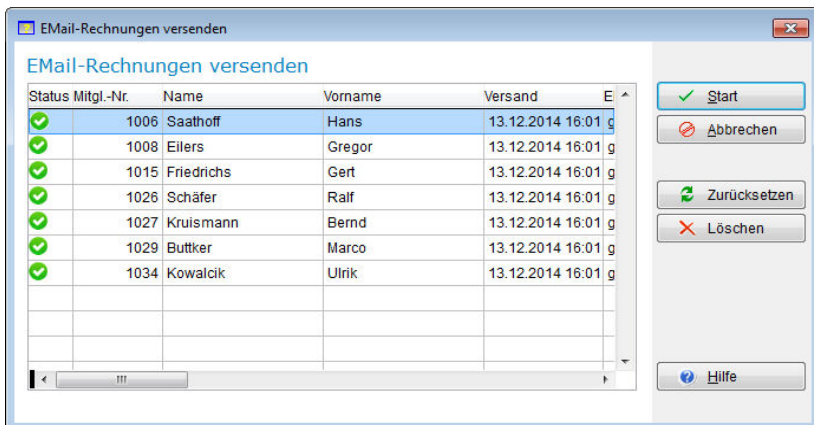 EMail-Rechnungen versenden
EMail-Rechnungen versenden
Status Mitgl.-Nr. Name Vorname Versand E
1006 Saathoff Hans 13.12.2014 16:01 g
1008 Eilers Gregor 13.12.2014 16:01 g
1015 Friedrichs Gert 13.12.2014 16:01 g
1026 Schäfer Ralf 13.12.2014 16:01 g
1027 Kruismann Bernd 13.12.2014 16:01 g
1029 Buttker Marco 13.12.2014 16:01 g
1034 Kowalcik Ulrik 13.12.2014 16:01 g
Start
Abbrechen
Zurücksetzen
Löschen
Hilfe